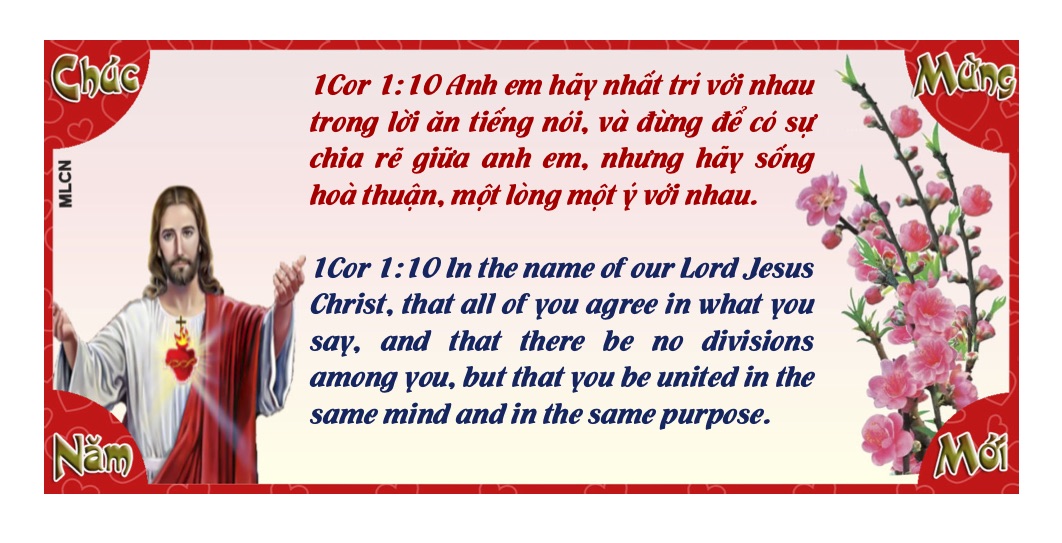 Chúc
Mừng
MLCN
1Cor 1:10 Anh em hãy nhất trí với nhau
trong lời ăn tiếng nói, và đừng để có sự
chia rẽ giữa anh em, nhưng hãy sống
hoà thuận, một lòng một ý với nhau.
1Cor 1:10 In the name of our Lord Jesus
Christ, that all of you agree in what you
say, and that there be no divisions
among you, but that you be united in the
same mind and in the same purpose.
Năm
Mới